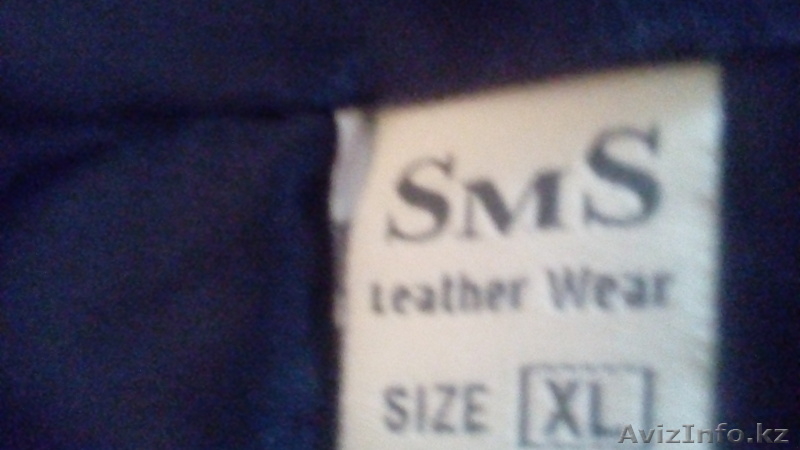 SMS
Leather Wear
SIZE XL
AvizInfo.kz